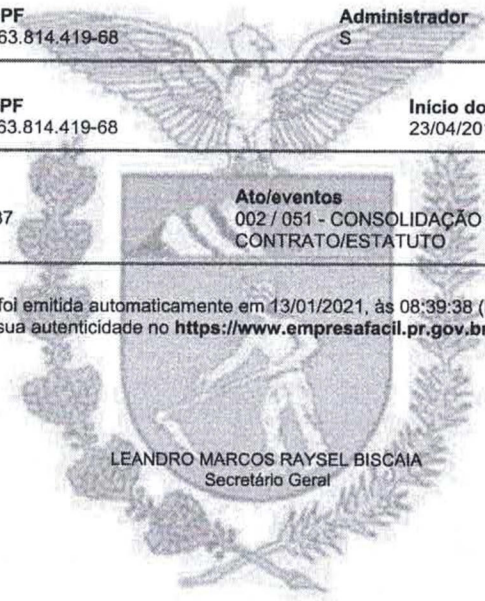 PF Administrador
63.814.419-68 S
PF Início do
63.814.419-68 23/04/201
Ato/eventos
37 002 / 051 - CONSOLIDAÇÃO
CONTRATO/ESTATUTO
foi emitida automaticamente em 13/01/2021, às 08:39:38 (
sua autenticidade no https://www.empresafacil.pr.gov.br
LEANDRO MARCOS RAYSEL BISCAIA
Secretário Geral